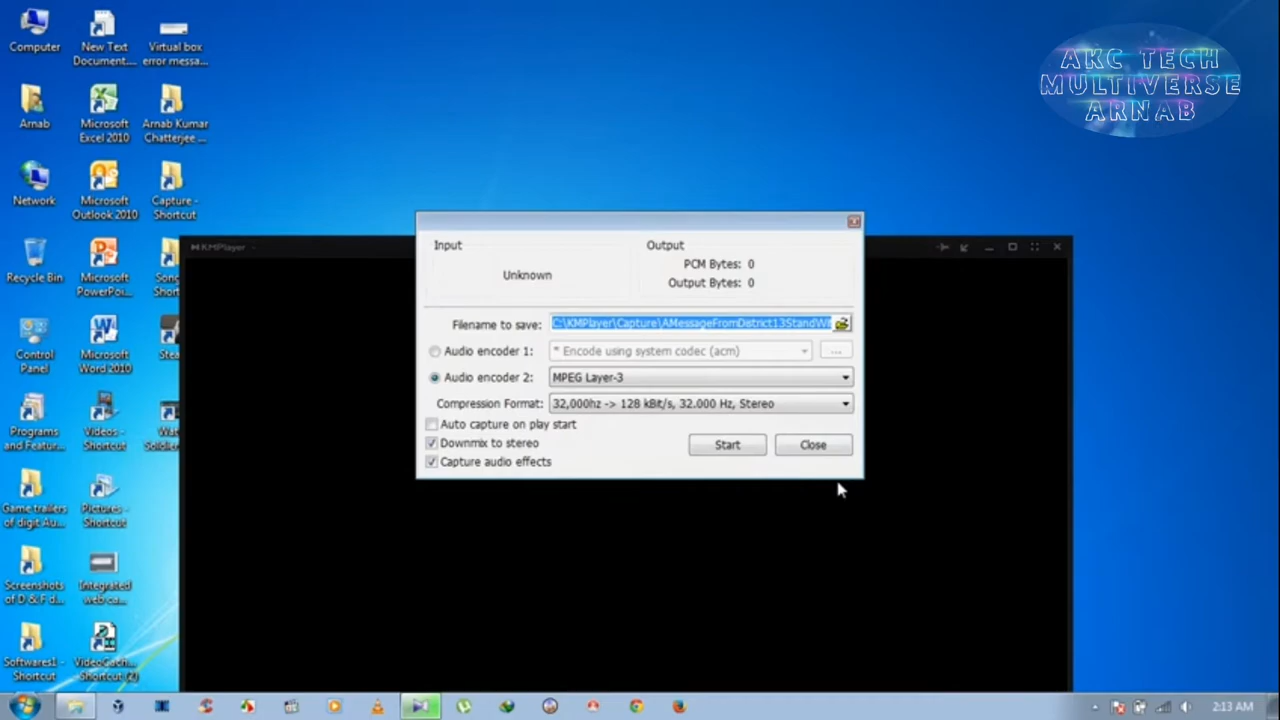 Computer
New Text
Document....
Virtual box
error messa...
AKC TECH
MULTIVERSE
ARNAB
Arnab
Microsoft
Excel 2010
Arnab Kumar
Chatterjee ...
Network
Microsoft
Outlook 2010
Capture -
Shortcut
Recycle Bin
Microsoft
PowerPoi...
Control
Panel
Microsoft
Word 2010
Programs
and Featur...
Videos -
Shortcut
Game trailers
of digit Au...
Pictures -
Shortcut
Screenshots
of D & F d...
Integrated
web ca...
Softwares1 -
Shortcut
VideoCach...
Shortcut (2)
KMPlayer
Input
Output
Unknown
PCM Bytes: 0
Output Bytes: 0
Filename to save: C:\KMPlayer\Capture\AMessageFromDistrict13StandWi
Audio encoder 1: * Encode using system codec (acm) ...
Audio encoder 2: MPEG Layer-3
Compression Format: 32,000hz -> 128 kBit/s, 32.000 Hz, Stereo
Auto capture on play start
Downmix to stereo
Start
Close
Capture audio effects
2:13 AM